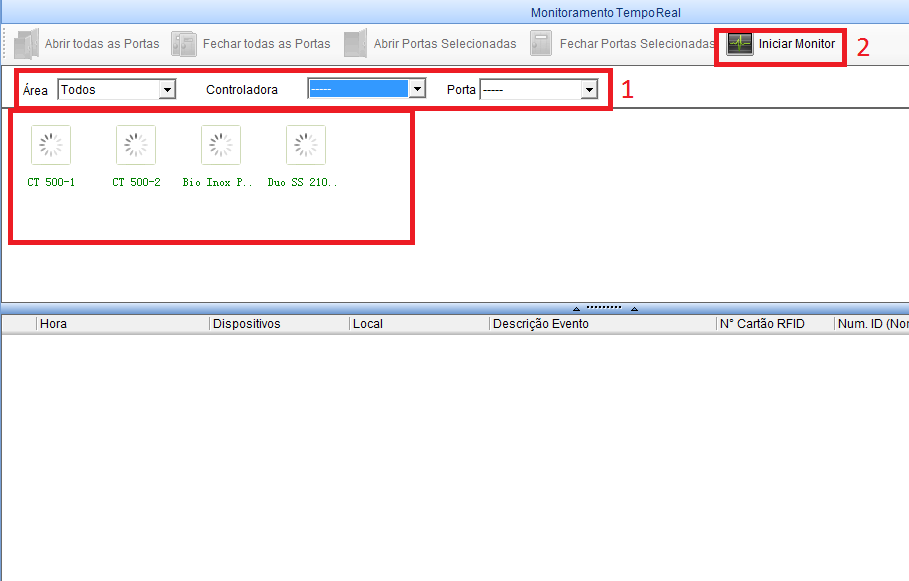 Monitoramento TempoReal
Abrir todas as Portas Fechar todas as Portas Abrir Portas Selecionadas Fechar Portas Selecionadas Iniciar Monitor 2
Área Todos Controladora ----- Porta ----- 1
CT 500-1 CT 500-2 Bio Inox P.. Duo SS 210..
Hora Dispositivos Local Descrição Evento N° Cartão RFID Num. ID (Nor